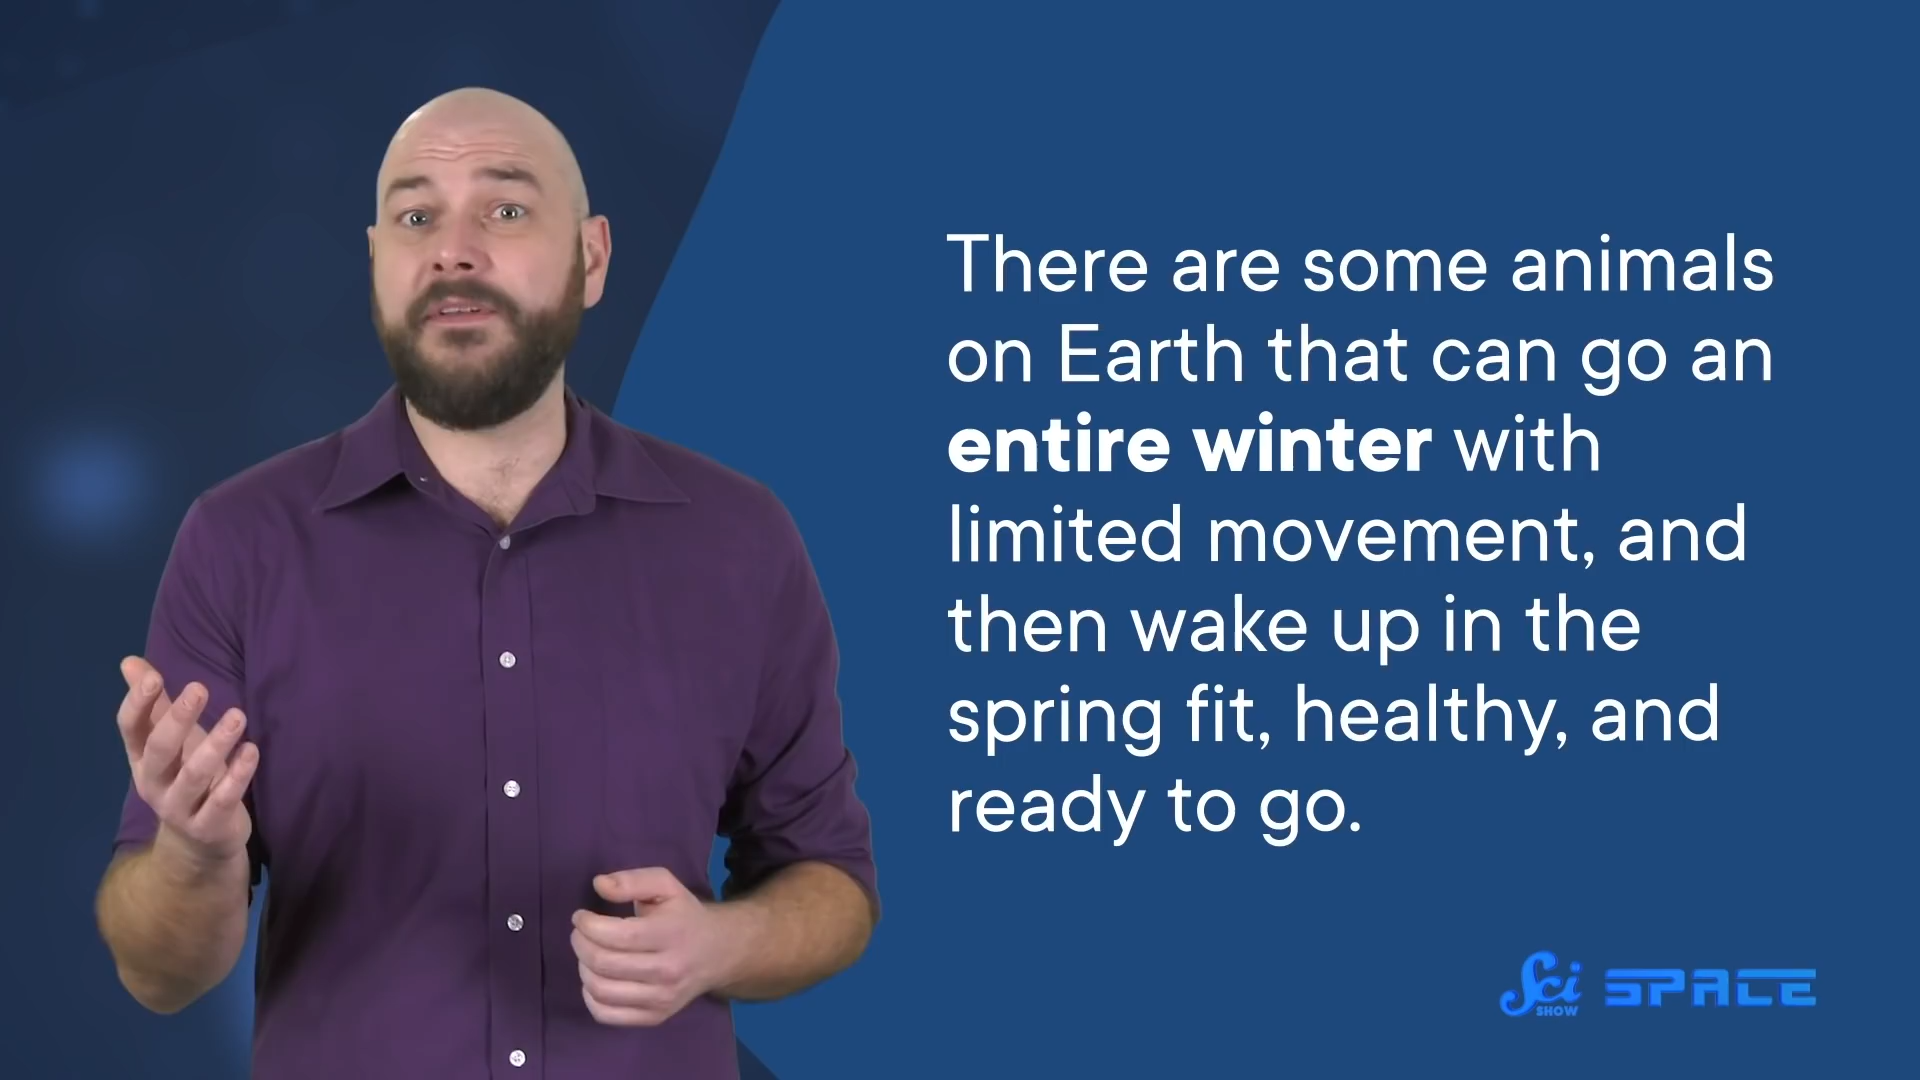 There are some animals
on Earth that can go an
entire winter with
limited movement, and
then wake up in the
spring fit, healthy, and
ready to go.
Sci SPACE
SHOW